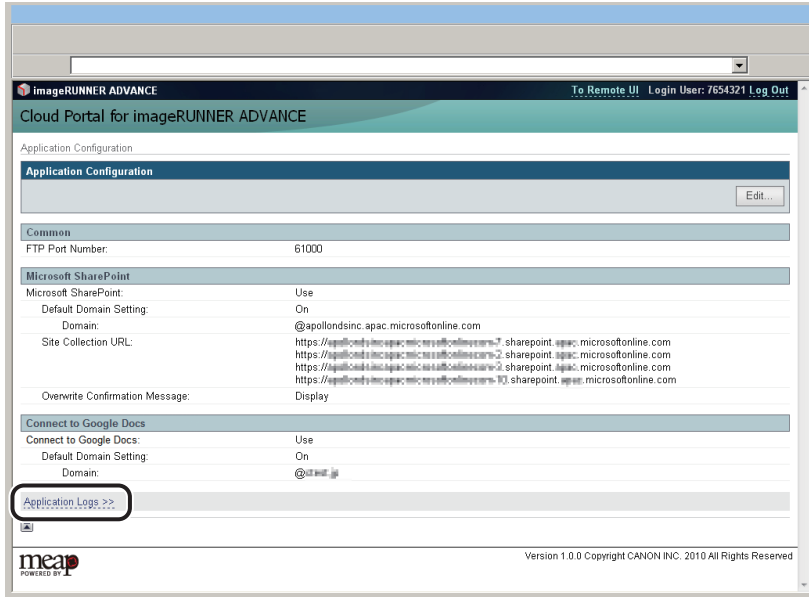 imageRUNNER ADVANCE To Remote UI Login User: 7654321 Log Out
Cloud Portal for imageRUNNER ADVANCE
Application Configuration
Application Configuration
Edit...
Common
FTP Port Number: 61000
Microsoft SharePoint
Microsoft SharePoint: Use
Default Domain Setting: On
Domain: @apollondsinc.apac.microsoftonline.com
Site Collection URL: https:// .sharepoint. .microsoftonline.com
https:// .sharepoint. .microsoftonline.com
https:// .sharepoint. .microsoftonline.com
https:// .sharepoint. .microsoftonline.com
Overwrite Confirmation Message: Display
Connect to Google Docs
Connect to Google Docs: Use
Default Domain Setting: On
Domain: @
Application Logs >>
meap
POWERED BY
Version 1.0.0 Copyright CANON INC. 2010 All Rights Reserved